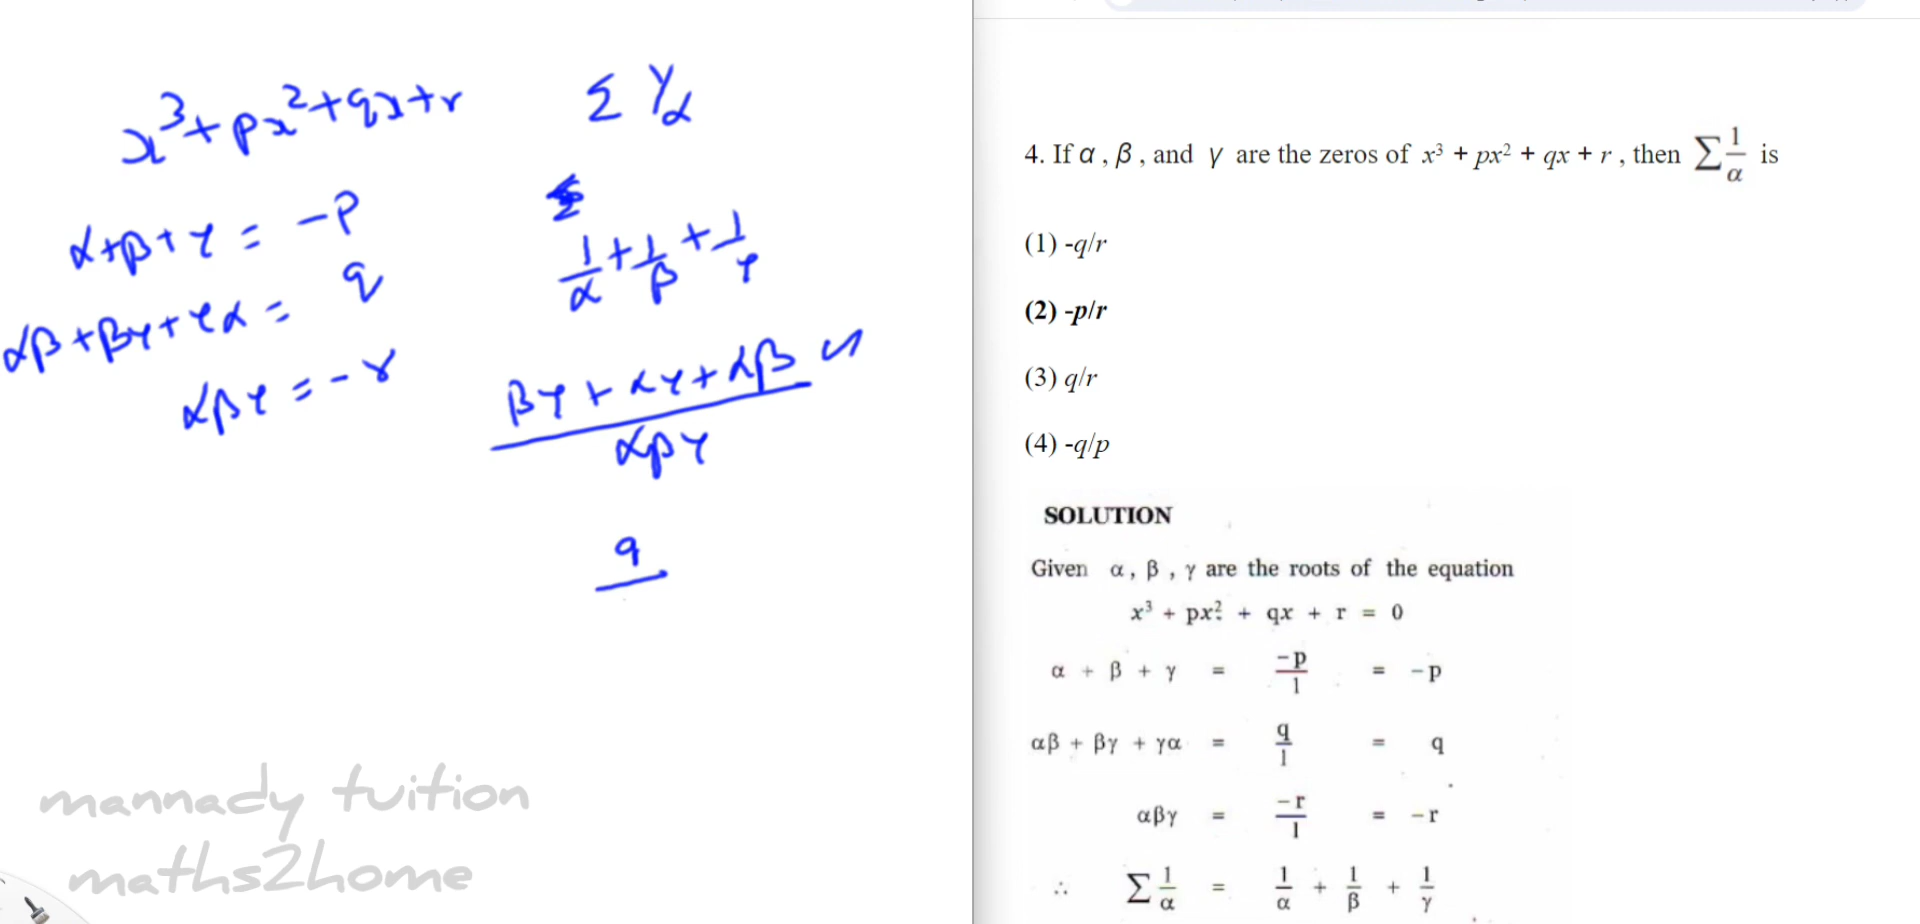 x³+px²+qx+r
Σ 1/α
α+β+γ = -p
αβ+βγ+γα = q
αβγ = -r
1/α + 1/β + 1/γ
βγ + αγ + αβ
αβγ
q
mannady tuition
maths2home
4. If α , β , and γ are the zeros of x³ + px² + qx + r , then ∑ 1/α is
(1) -q/r
(2) -p/r
(3) q/r
(4) -q/p
SOLUTION
Given α, β, γ are the roots of the equation
x³ + px² + qx + r = 0
α + β + γ = -p/1 = -p
αβ + βγ + γα = q/1 = q
αβγ = -r/1 = -r
∴ ∑ 1/α = 1/α + 1/β + 1/γ